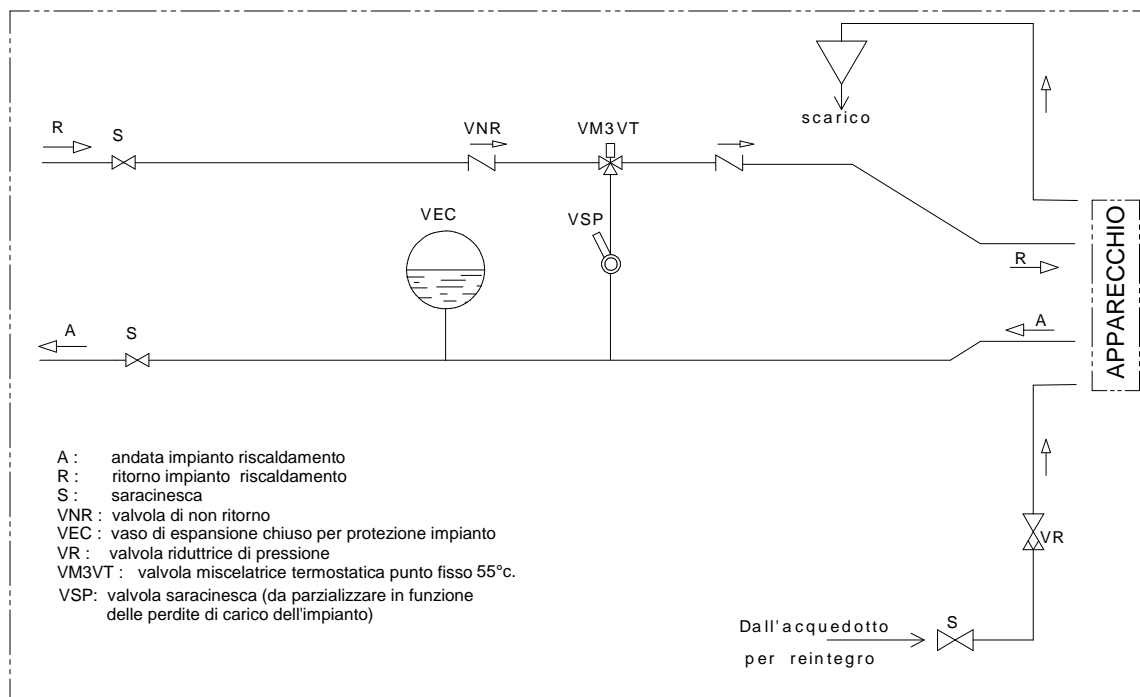 scarico
R
S
VNR
VM3VT
VEC
VSP
R
A
S
A
APPARECCHIO
A : andata impianto riscaldamento
R : ritorno impianto riscaldamento
S : saracinesca
VNR : valvola di non ritorno
VEC : vaso di espansione chiuso per protezione impianto
VR : valvola riduttrice di pressione
VM3VT : valvola miscelatrice termostatica punto fisso 55°c.
VSP: valvola saracinesca (da parzializzare in funzione
delle perdite di carico dell'impianto)
VR
Dall'acquedotto
per reintegro
S